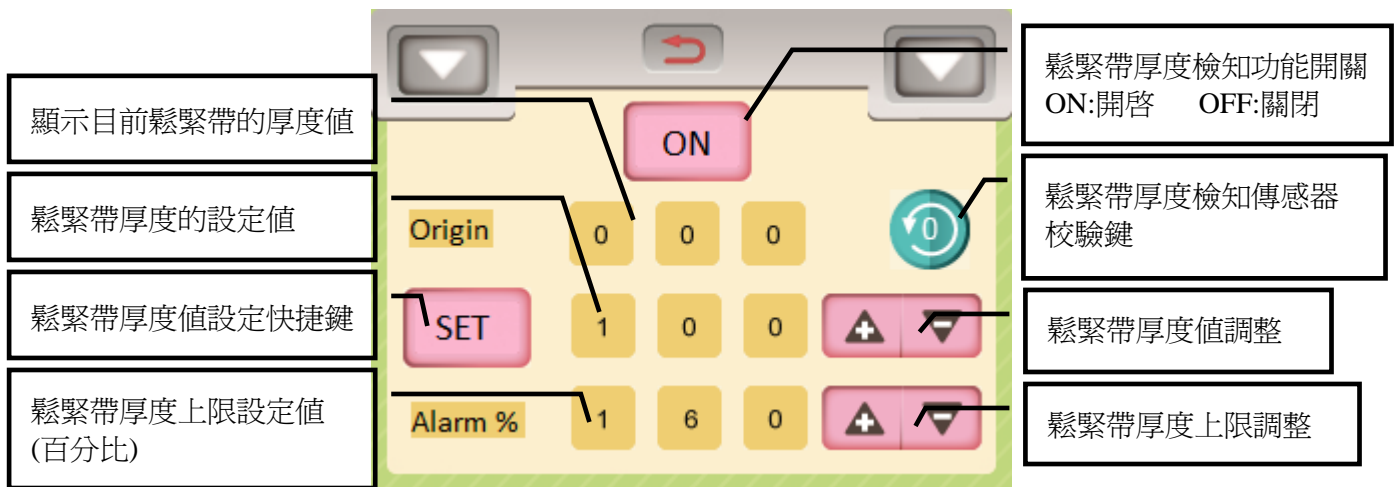 顯示目前鬆緊帶的厚度值
鬆緊帶厚度的設定值
鬆緊帶厚度值設定快捷鍵
鬆緊帶厚度上限設定值
(百分比)
ON
Origin 0 0 0
0
SET 1 0 0
Alarm % 1 6 0
鬆緊帶厚度檢知功能開關
ON:開啓 OFF:關閉
鬆緊帶厚度檢知傳感器
校驗鍵
鬆緊帶厚度值調整
鬆緊帶厚度上限調整